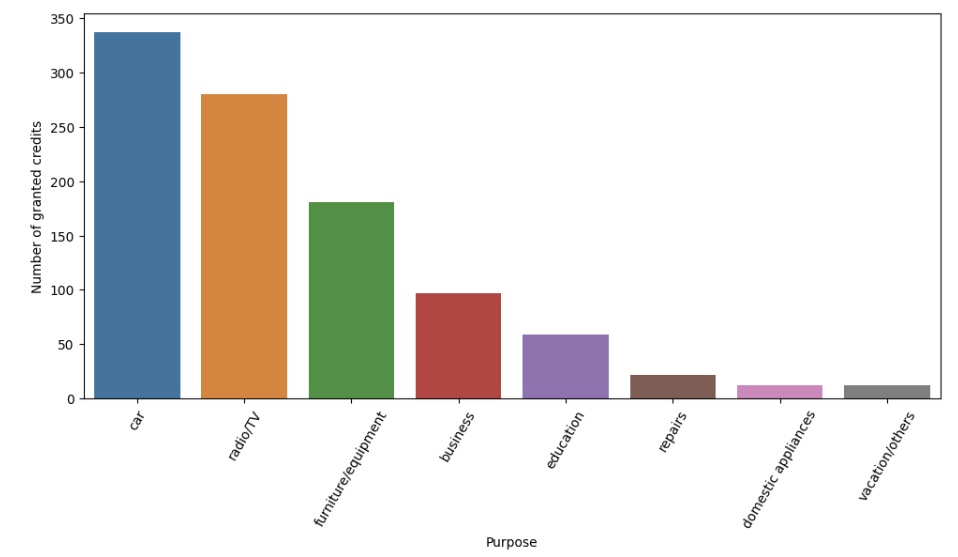 350
300
250
200
150
100
50
0
Number of granted credits
car
radio/TV
furniture/equipment
business
education
repairs
domestic appliances
vacation/others
Purpose